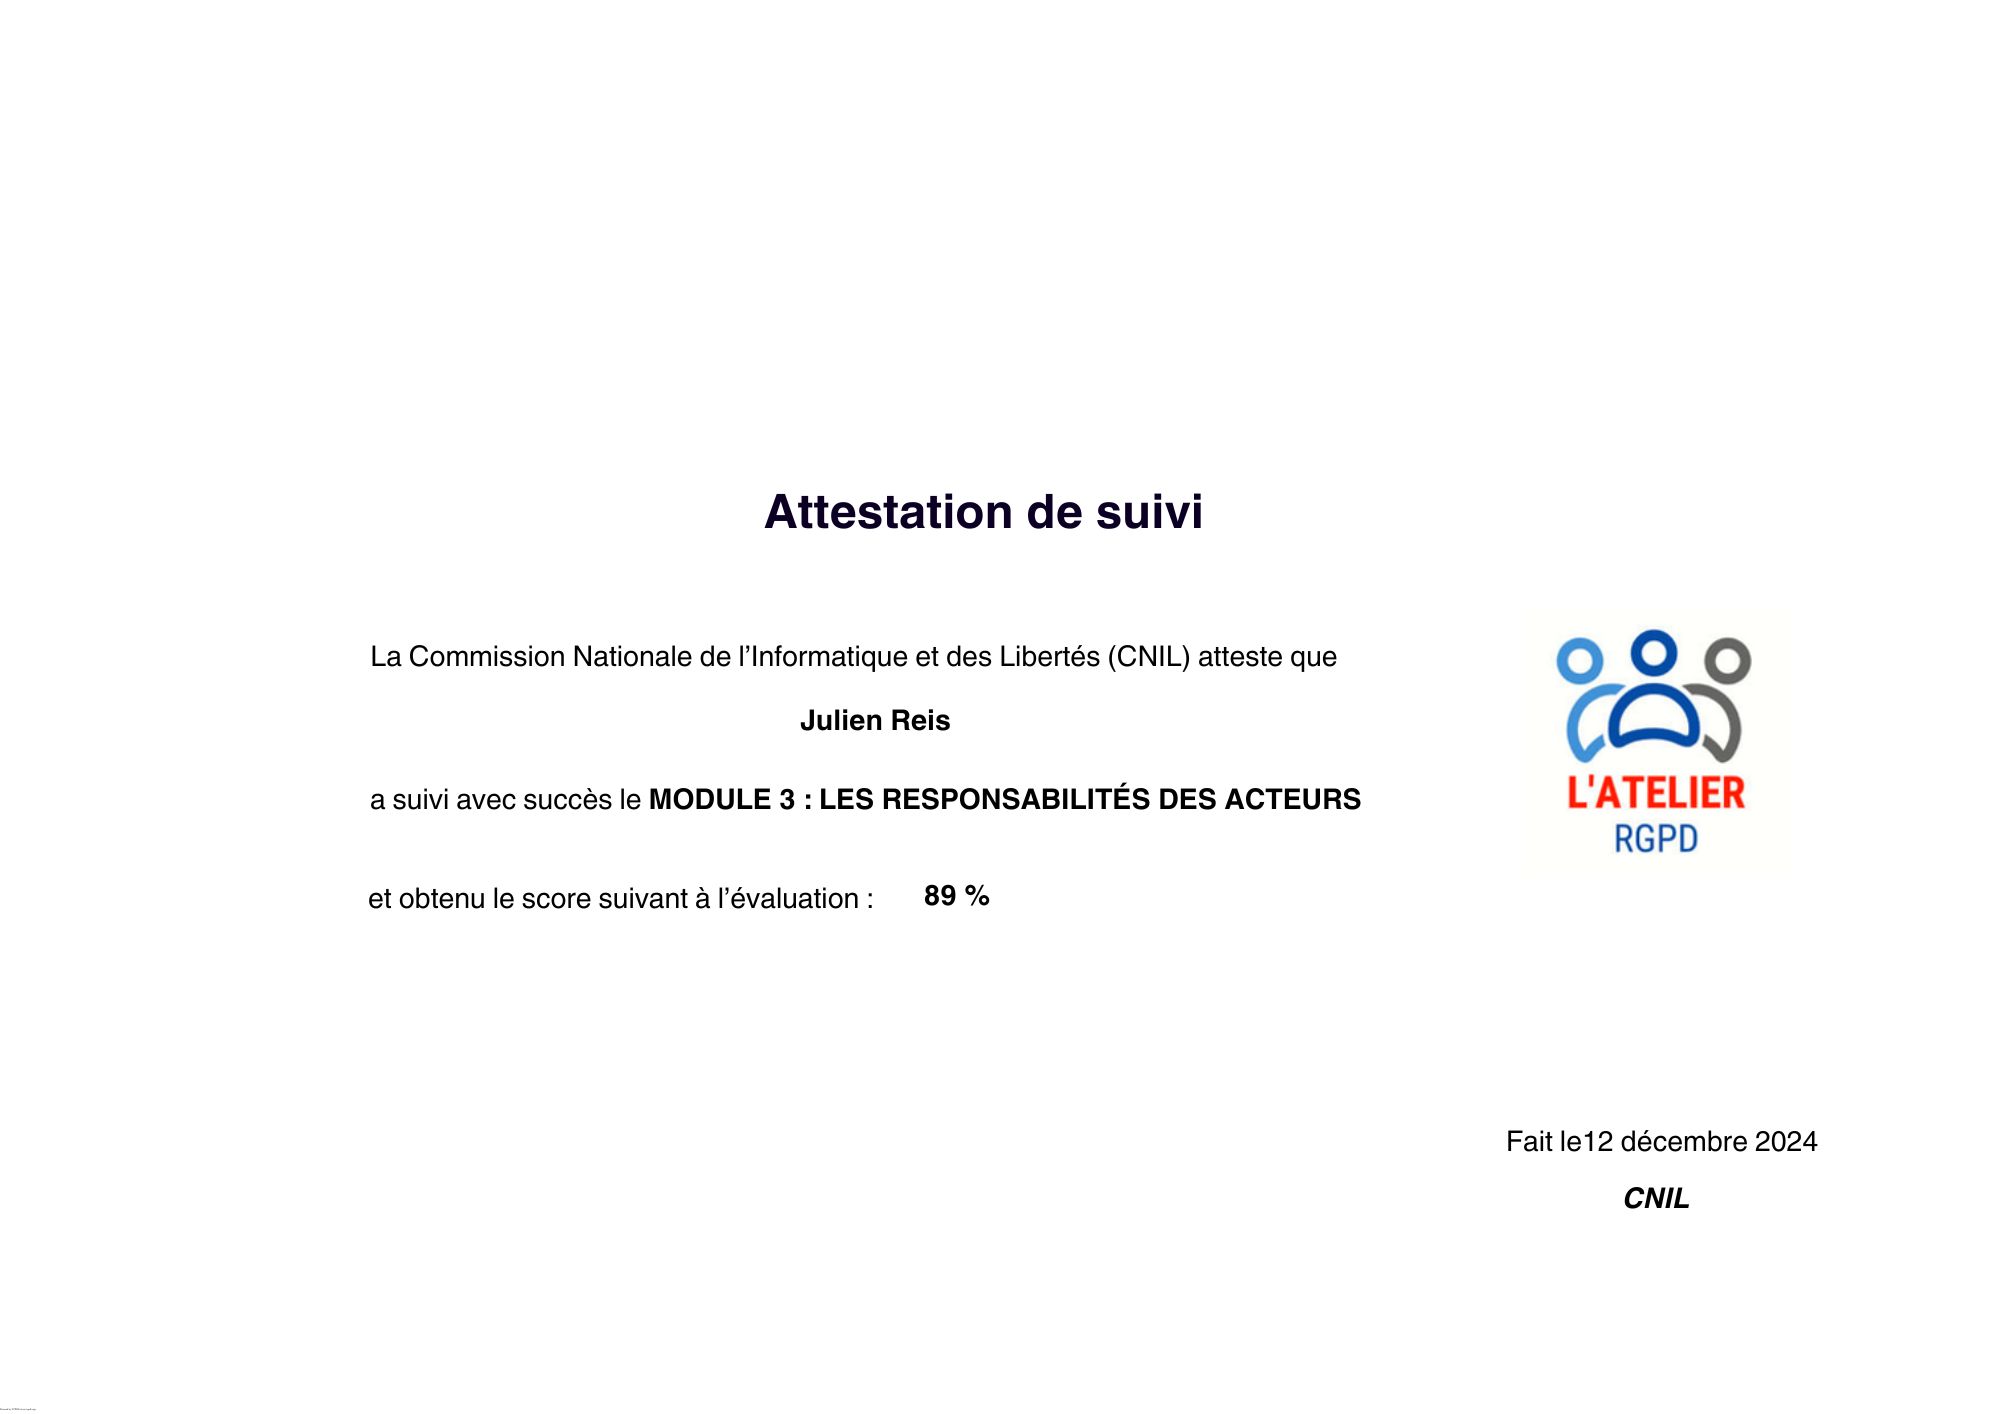 Attestation de suivi
La Commission Nationale de l’Informatique et des Libertés (CNIL) atteste que
Julien Reis
a suivi avec succès le MODULE 3 : LES RESPONSABILITÉS DES ACTEURS
et obtenu le score suivant à l’évaluation : 89 %
L'ATELIER
RGPD
Fait le12 décembre 2024
CNIL